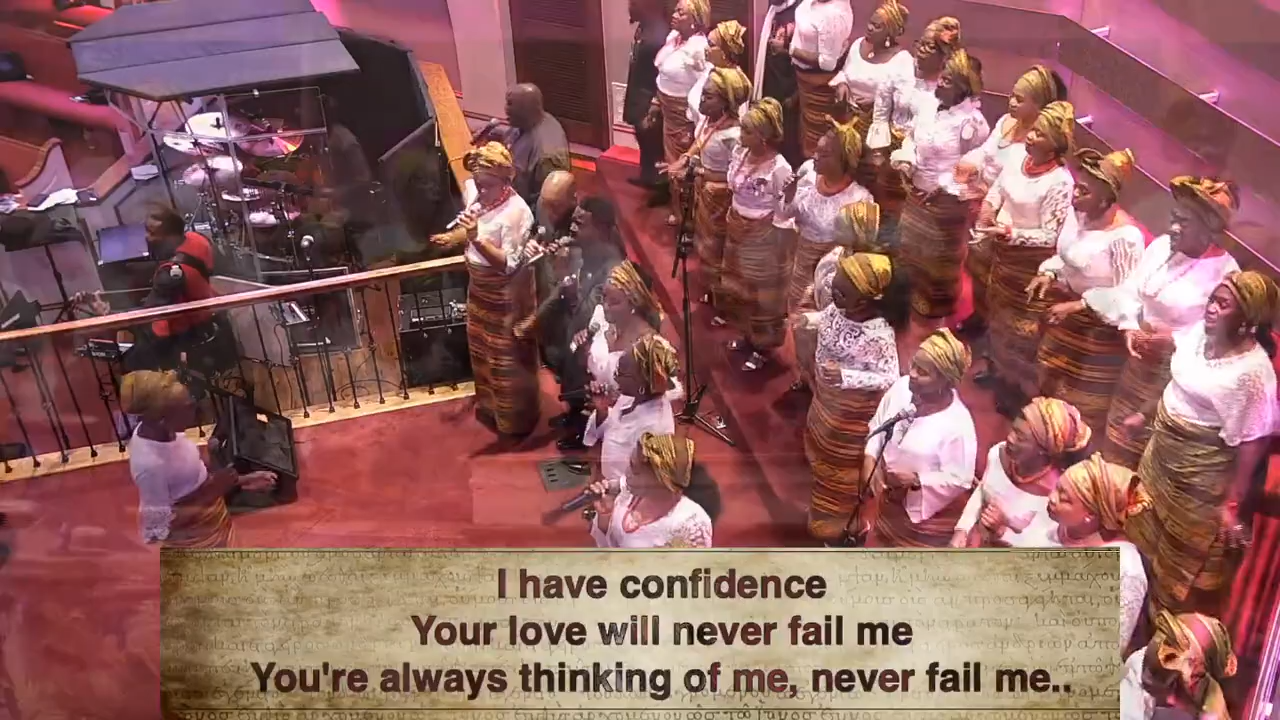 I have confidence
Your love will never fail me
You're always thinking of me, never fail me..